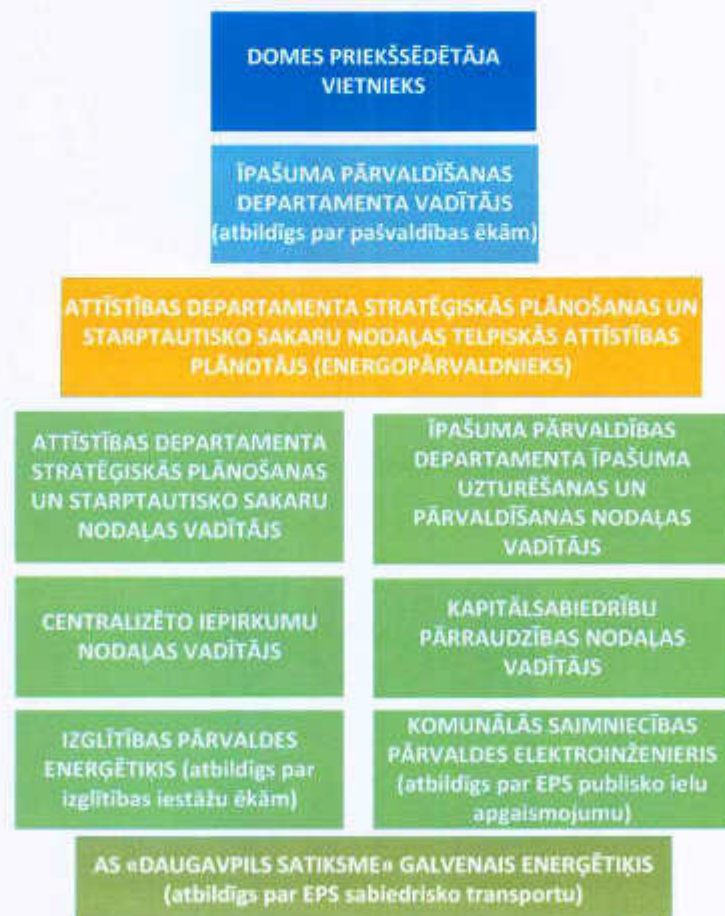 DOMES PRIEKŠSĒDĒTĀJA
VIETNIEKS
ĪPAŠUMA PĀRVALDĪŠANAS
DEPARTAMENTA VADĪTĀJS
(atbildīgs par pašvaldības ēkām)
ATTĪSTĪBAS DEPARTAMENTA STRATĒĢISKĀS PLĀNOŠANAS UN
STARPTAUTISKO SAKARU NODAĻAS TELPISKĀS ATTĪSTĪBAS
PLĀNOTĀJS (ENERGOPĀRVALDNIEKS)
ATTĪSTĪBAS DEPARTAMENTA
STRATĒĢISKĀS PLĀNOŠANAS
UN STARPTAUTISKO SAKARU
NODAĻAS VADĪTĀJS
ĪPAŠUMA PĀRVALDĪBAS
DEPARTAMENTA ĪPAŠUMA
UZTURĒŠANAS UN
PĀRVALDĪŠANAS NODAĻAS
VADĪTĀJS
CENTRALIZĒTO IEPIRKUMU
NODAĻAS VADĪTĀJS
KAPITĀLSABIEDRĪBU
PĀRRAUDZĪBAS NODAĻAS
VADĪTĀJS
IZGLĪTĪBAS PĀRVALDES
ENERĢĒTIĶIS (atbildīgs par
izglītības iestāžu ēkām)
KOMUNĀLĀS SAIMNIECĪBAS
PĀRVALDES ELEKTROINŽENIERIS
(atbildīgs par EPS publisko ielu
apgaismojumu)
AS «DAUGAVPILS SATIKSME» GALVENAIS ENERĢĒTIĶIS
(atbildīgs par EPS sabiedrisko transportu)